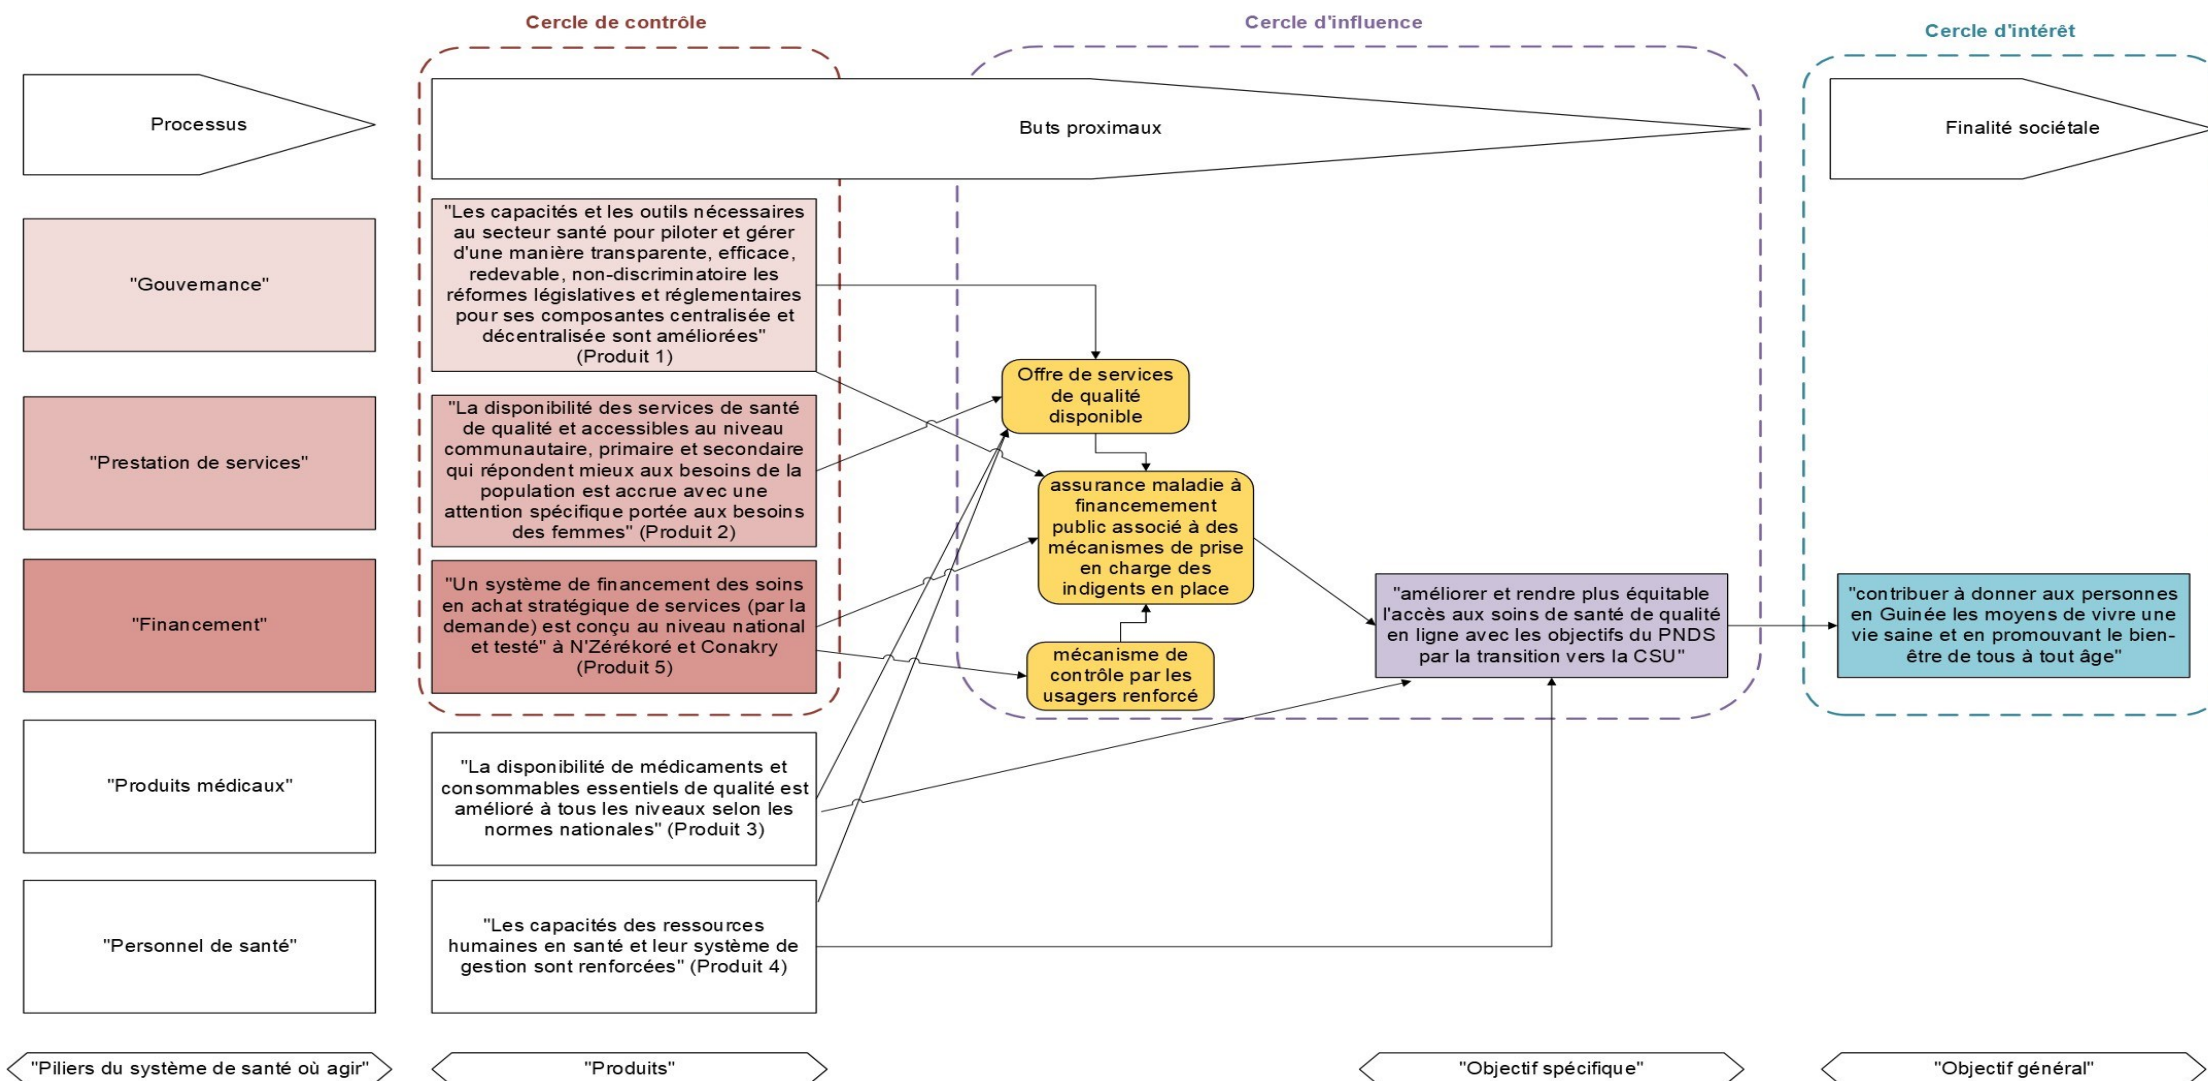 Cercle de contrôle
Cercle d'influence
Cercle d'intérêt
Processus
Buts proximaux
Finalité sociétale
"Gouvernance"
"Les capacités et les outils nécessaires
au secteur santé pour piloter et gérer
d'une manière transparente, efficace,
redevable, non-discriminatoire les
réformes législatives et réglementaires
pour ses composantes centralisée et
décentralisée sont améliorées"
(Produit 1)
Offre de services
de qualité
disponible
"Prestation de services"
"La disponibilité des services de santé
de qualité et accessibles au niveau
communautaire, primaire et secondaire
qui répondent mieux aux besoins de la
population est accrue avec une
attention spécifique portée aux besoins
des femmes" (Produit 2)
assurance maladie à
financemement
public associé à des
mécanismes de prise
en charge des
indigents en place
"Financement"
"Un système de financement des soins
en achat stratégique de services (par la
demande) est conçu au niveau national
et testé" à N'Zérékoré et Conakry
(Produit 5)
mécanisme de
contrôle par les
usagers renforcé
"améliorer et rendre plus équitable
l'accès aux soins de santé de qualité
en ligne avec les objectifs du PNDS
par la transition vers la CSU"
"contribuer à donner aux personnes
en Guinée les moyens de vivre une
vie saine et en promouvant le bien-
être de tous à tout âge"
"Produits médicaux"
"La disponibilité de médicaments et
consommables essentiels de qualité est
amélioré à tous les niveaux selon les
normes nationales" (Produit 3)
"Personnel de santé"
"Les capacités des ressources
humaines en santé et leur système de
gestion sont renforcées" (Produit 4)
"Piliers du système de santé où agir"
"Produits"
"Objectif spécifique"
"Objectif général"